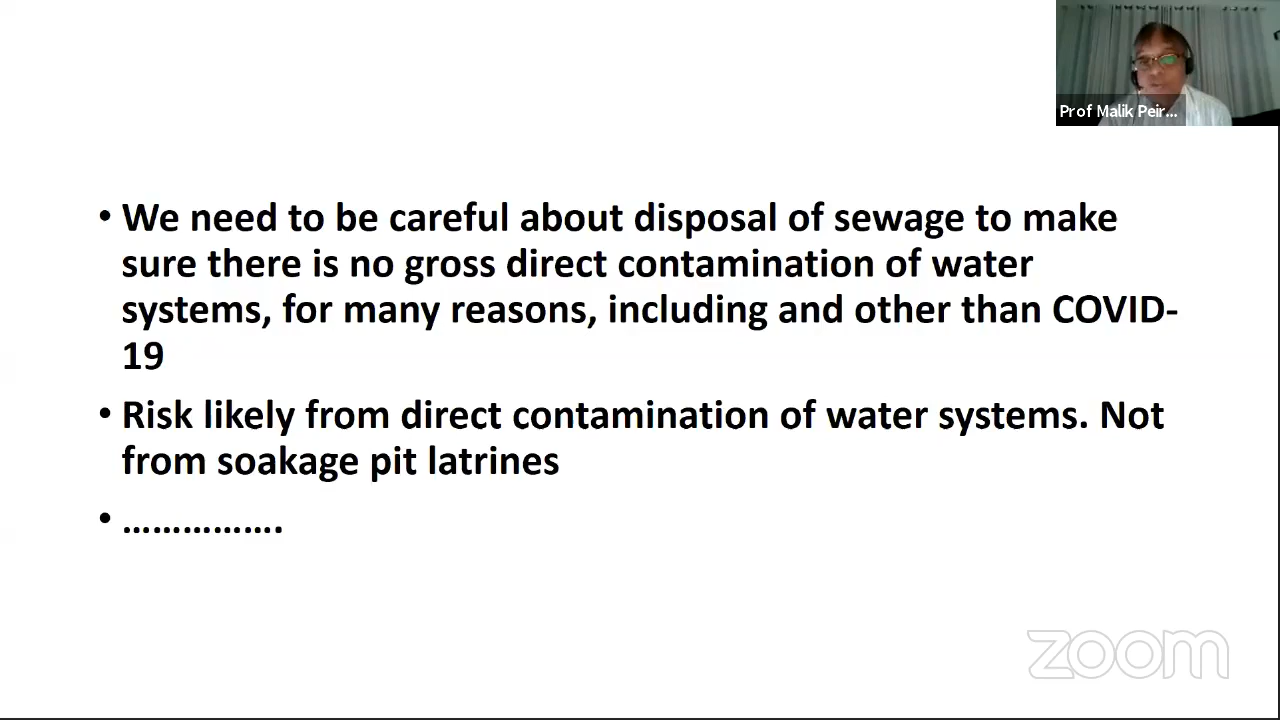 Prof Malik Peir...
• We need to be careful about disposal of sewage to make
sure there is no gross direct contamination of water
systems, for many reasons, including and other than COVID-
19
• Risk likely from direct contamination of water systems. Not
from soakage pit latrines
• …………….
zoom